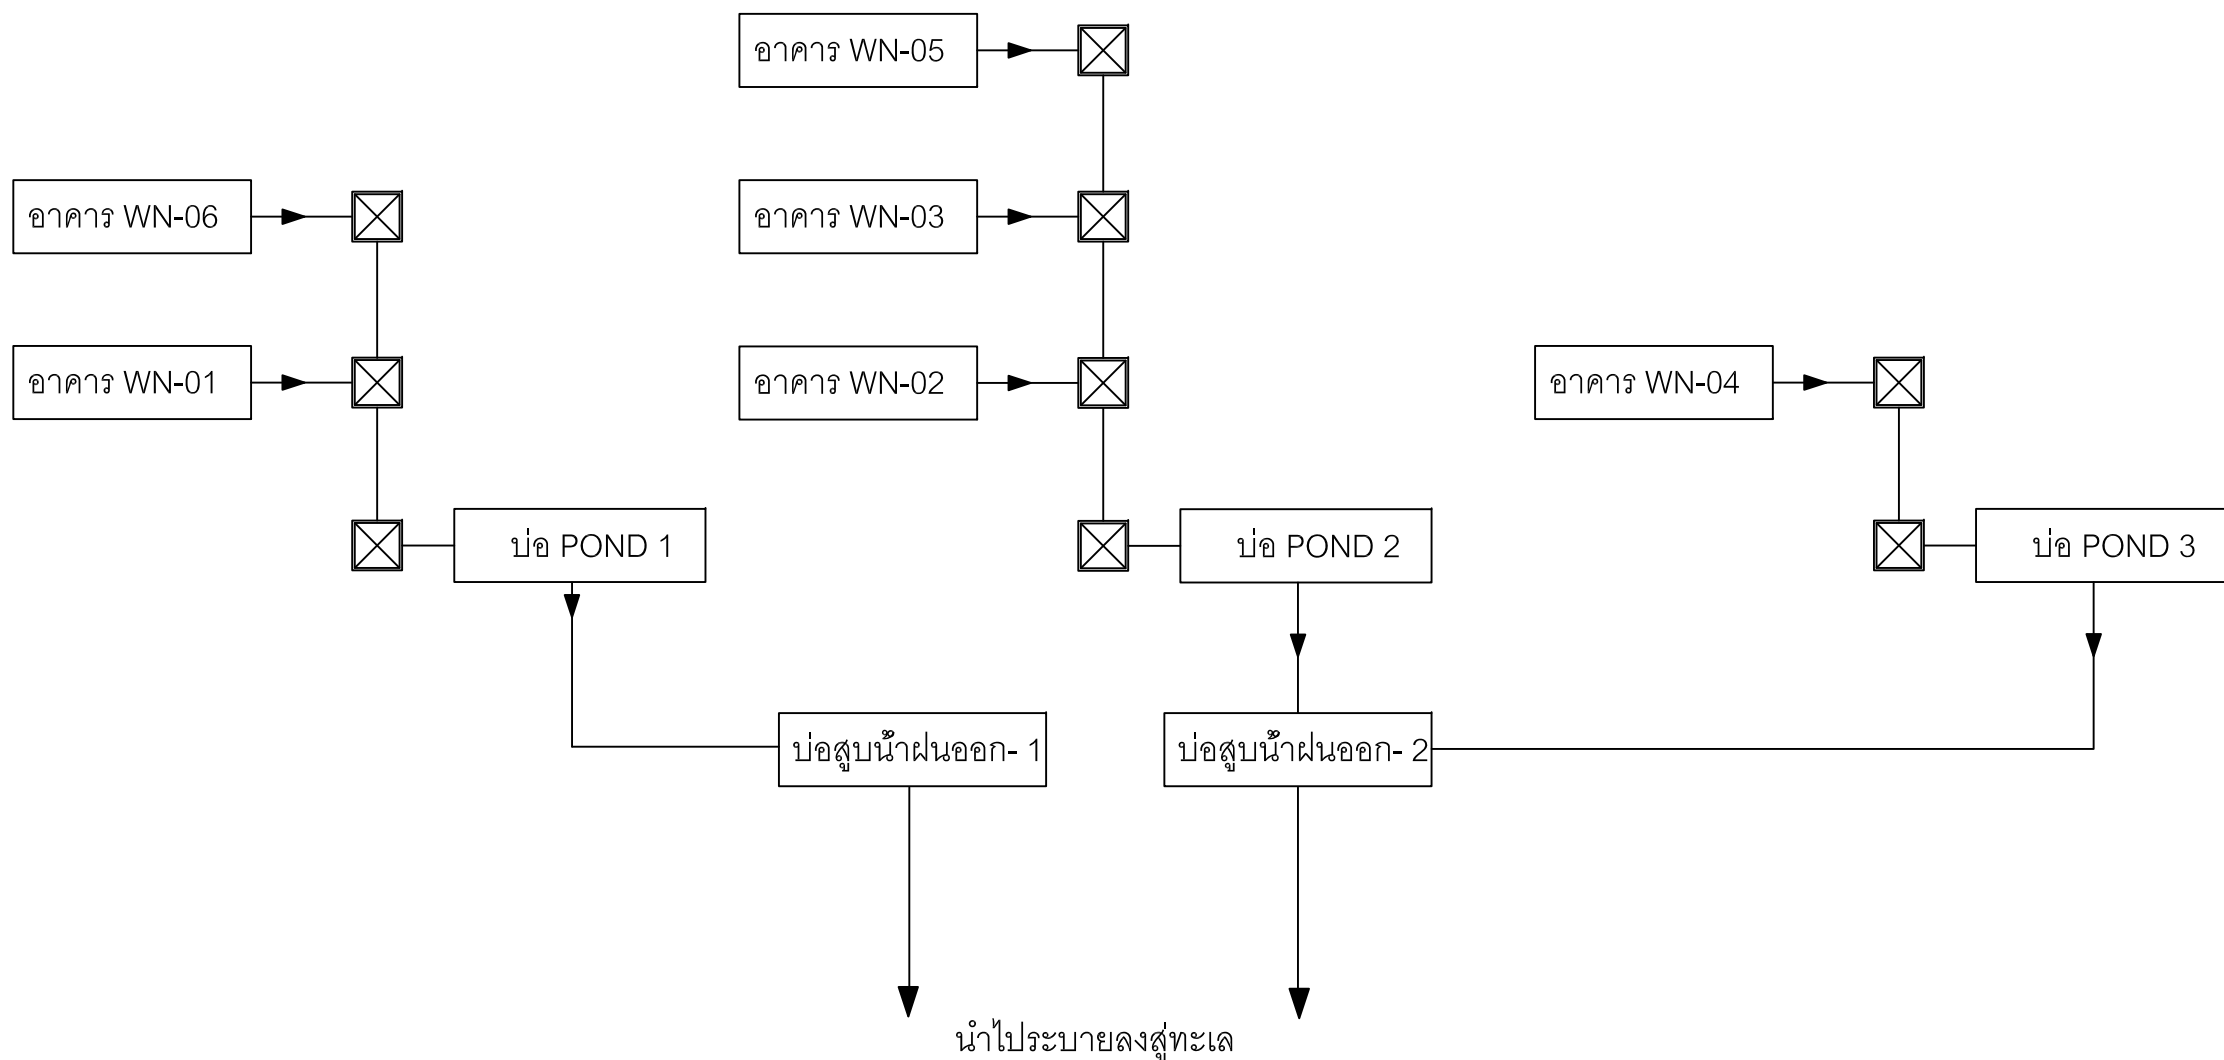 อาคาร WN-05
อาคาร WN-06
อาคาร WN-03
อาคาร WN-01
อาคาร WN-02
อาคาร WN-04
บ่อ POND 1
บ่อ POND 2
บ่อ POND 3
บ่อสูบน้ำฝนออก- 1
บ่อสูบน้ำฝนออก- 2
นำไประบายลงสู่ทะเล